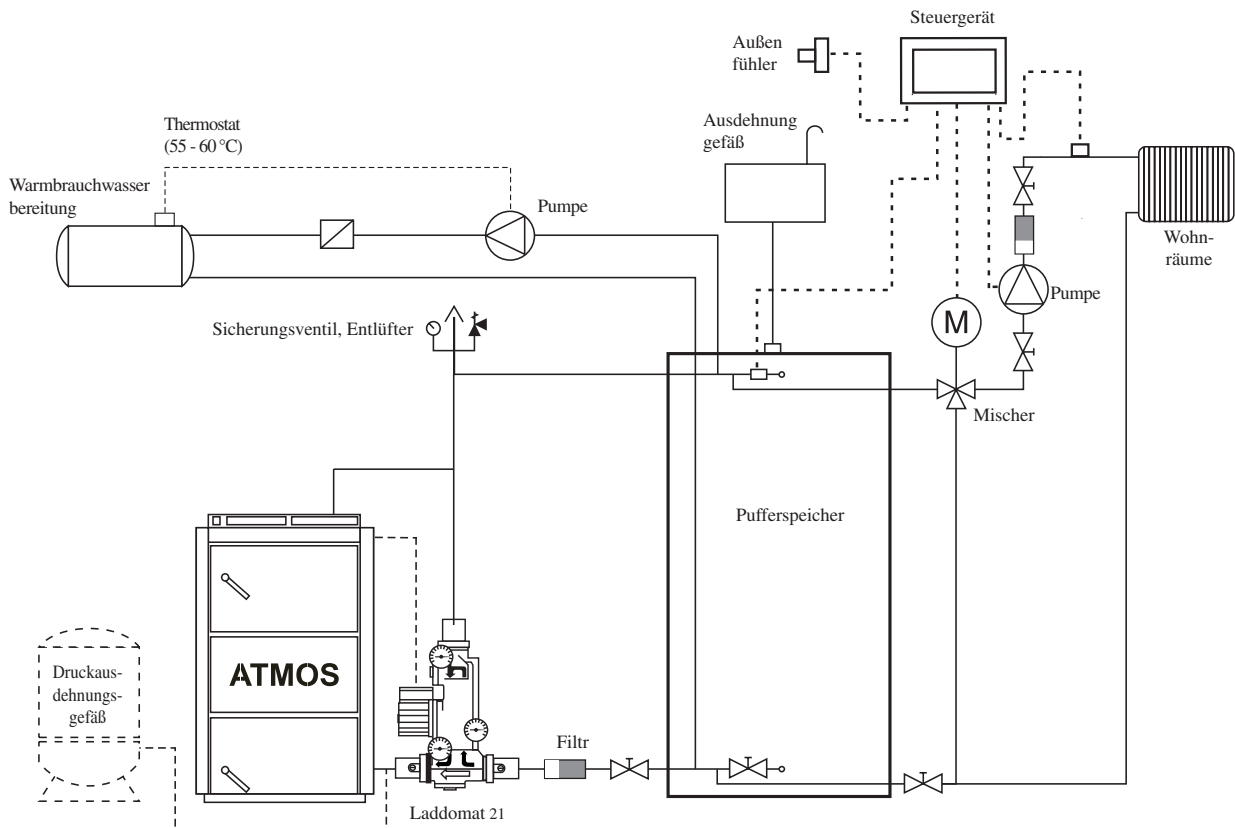 Steuergerät
Außen
fühler
Ausdehnung
gefäß
Thermostat
(55 - 60 °C)
Warmbrauchwasser
bereitung
Pumpe
Wohn-
räume
Pumpe
Sicherungsventil, Entlüfter
M
Mischer
Pufferspeicher
ATMOS
Druckaus-
dehnungs-
gefäß
Filtr
Laddomat 21